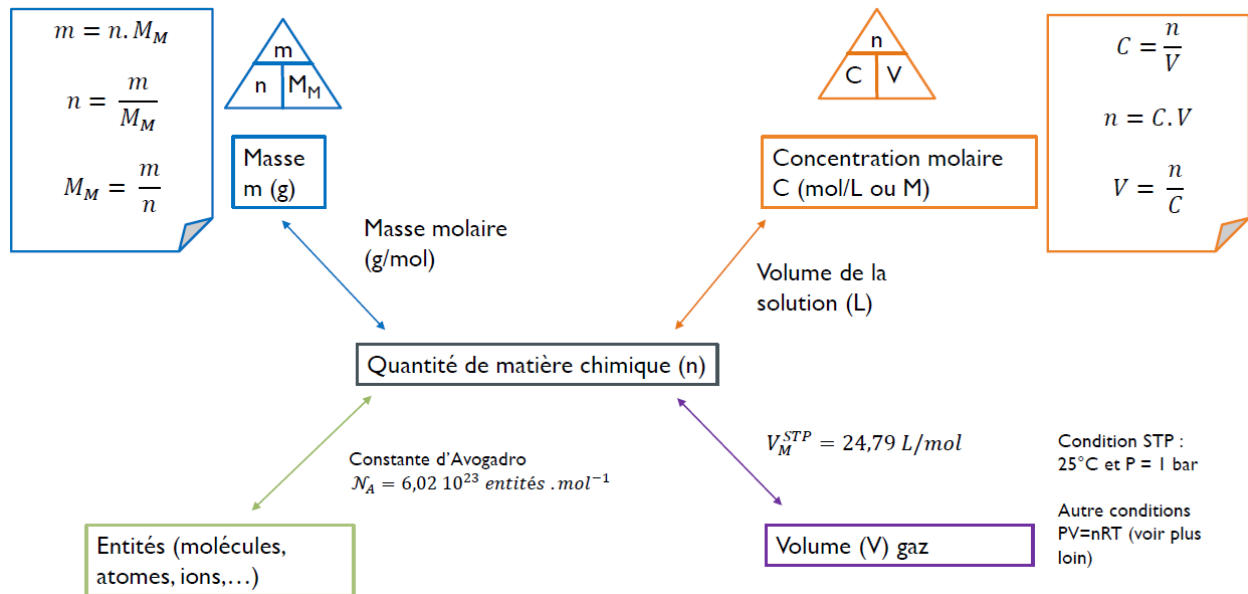 m = n. M_M
n = m / M_M
M_M = m / n
m
n M_M
Masse
m (g)
n
C V
Concentration molaire
C (mol/L ou M)
C = n / V
n = C. V
V = n / C
Masse molaire
(g/mol)
Volume de la
solution (L)
Quantité de matière chimique (n)
Constante d'Avogadro
N_A = 6,02 10^23 entités . mol^−1
V_M^STP = 24,79 L/mol
Condition STP :
25°C et P = 1 bar
Autre conditions
PV=nRT (voir plus
loin)
Entités (molécules,
atomes, ions,…)
Volume (V) gaz